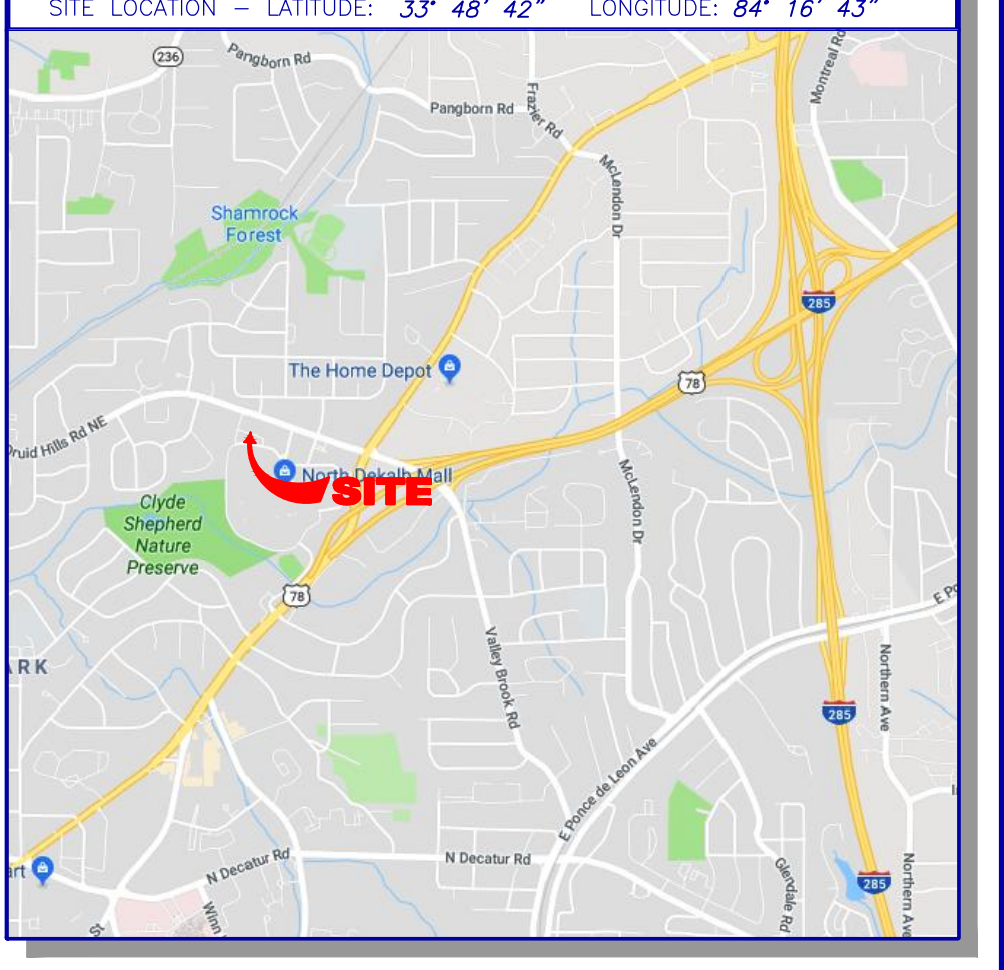 SITE LOCATION – LATITUDE: 33° 48' 42" LONGITUDE: 84° 16' 43"
236
Pangborn Rd
Montreal Rd
Pangborn Rd
Frazier Rd
McLendon Dr
Shamrock
Forest
285
The Home Depot
78
Druid Hills Rd NE
North Dekalb Mall
SITE
McLendon Dr
Clyde
Shepherd
Nature
Preserve
78
E Po
ARK
Valley Brook Rd
Northern Ave
285
E Ponce de Leon Ave
N Decatur Rd
N Decatur Rd
art
Glendale Rd
285
Northern Ave
Winn
St